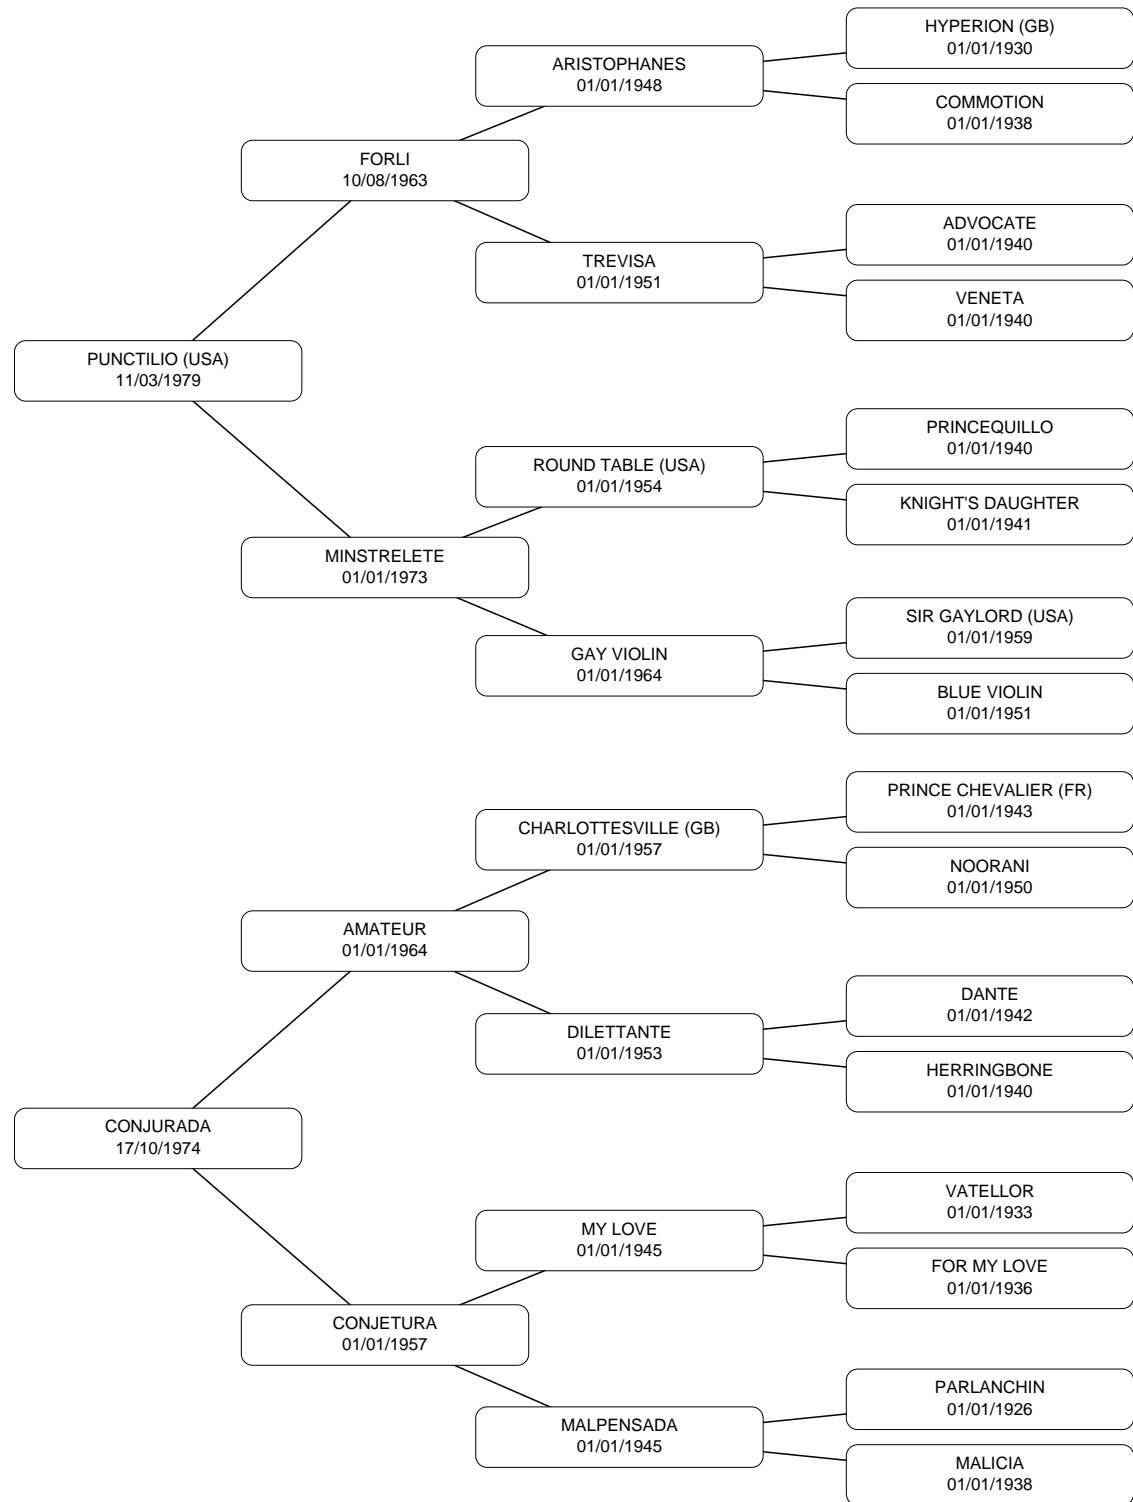 HYPERION (GB)
01/01/1930
ARISTOPHANES
01/01/1948
COMMOTION
01/01/1938
FORLI
10/08/1963
ADVOCATE
01/01/1940
TREVISA
01/01/1951
VENETA
01/01/1940
PUNCTILIO (USA)
11/03/1979
PRINCEQUILLO
01/01/1940
ROUND TABLE (USA)
01/01/1954
KNIGHT'S DAUGHTER
01/01/1941
MINSTRELETE
01/01/1973
SIR GAYLORD (USA)
01/01/1959
GAY VIOLIN
01/01/1964
BLUE VIOLIN
01/01/1951
PRINCE CHEVALIER (FR)
01/01/1943
CHARLOTTESVILLE (GB)
01/01/1957
NOORANI
01/01/1950
AMATEUR
01/01/1964
DANTE
01/01/1942
DILETTANTE
01/01/1953
HERRINGBONE
01/01/1940
CONJURADA
17/10/1974
VATELLOR
01/01/1933
MY LOVE
01/01/1945
FOR MY LOVE
01/01/1936
CONJETURA
01/01/1957
PARLANCHIN
01/01/1926
MALPENSADA
01/01/1945
MALICIA
01/01/1938